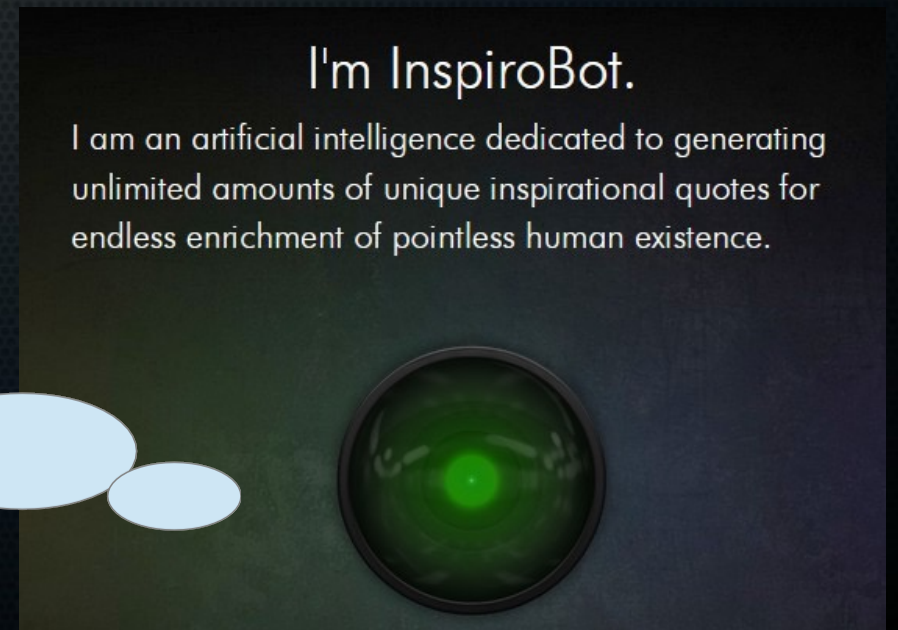 I'm InspiroBot.
I am an artificial intelligence dedicated to generating
unlimited amounts of unique inspirational quotes for
endless enrichment of pointless human existence.